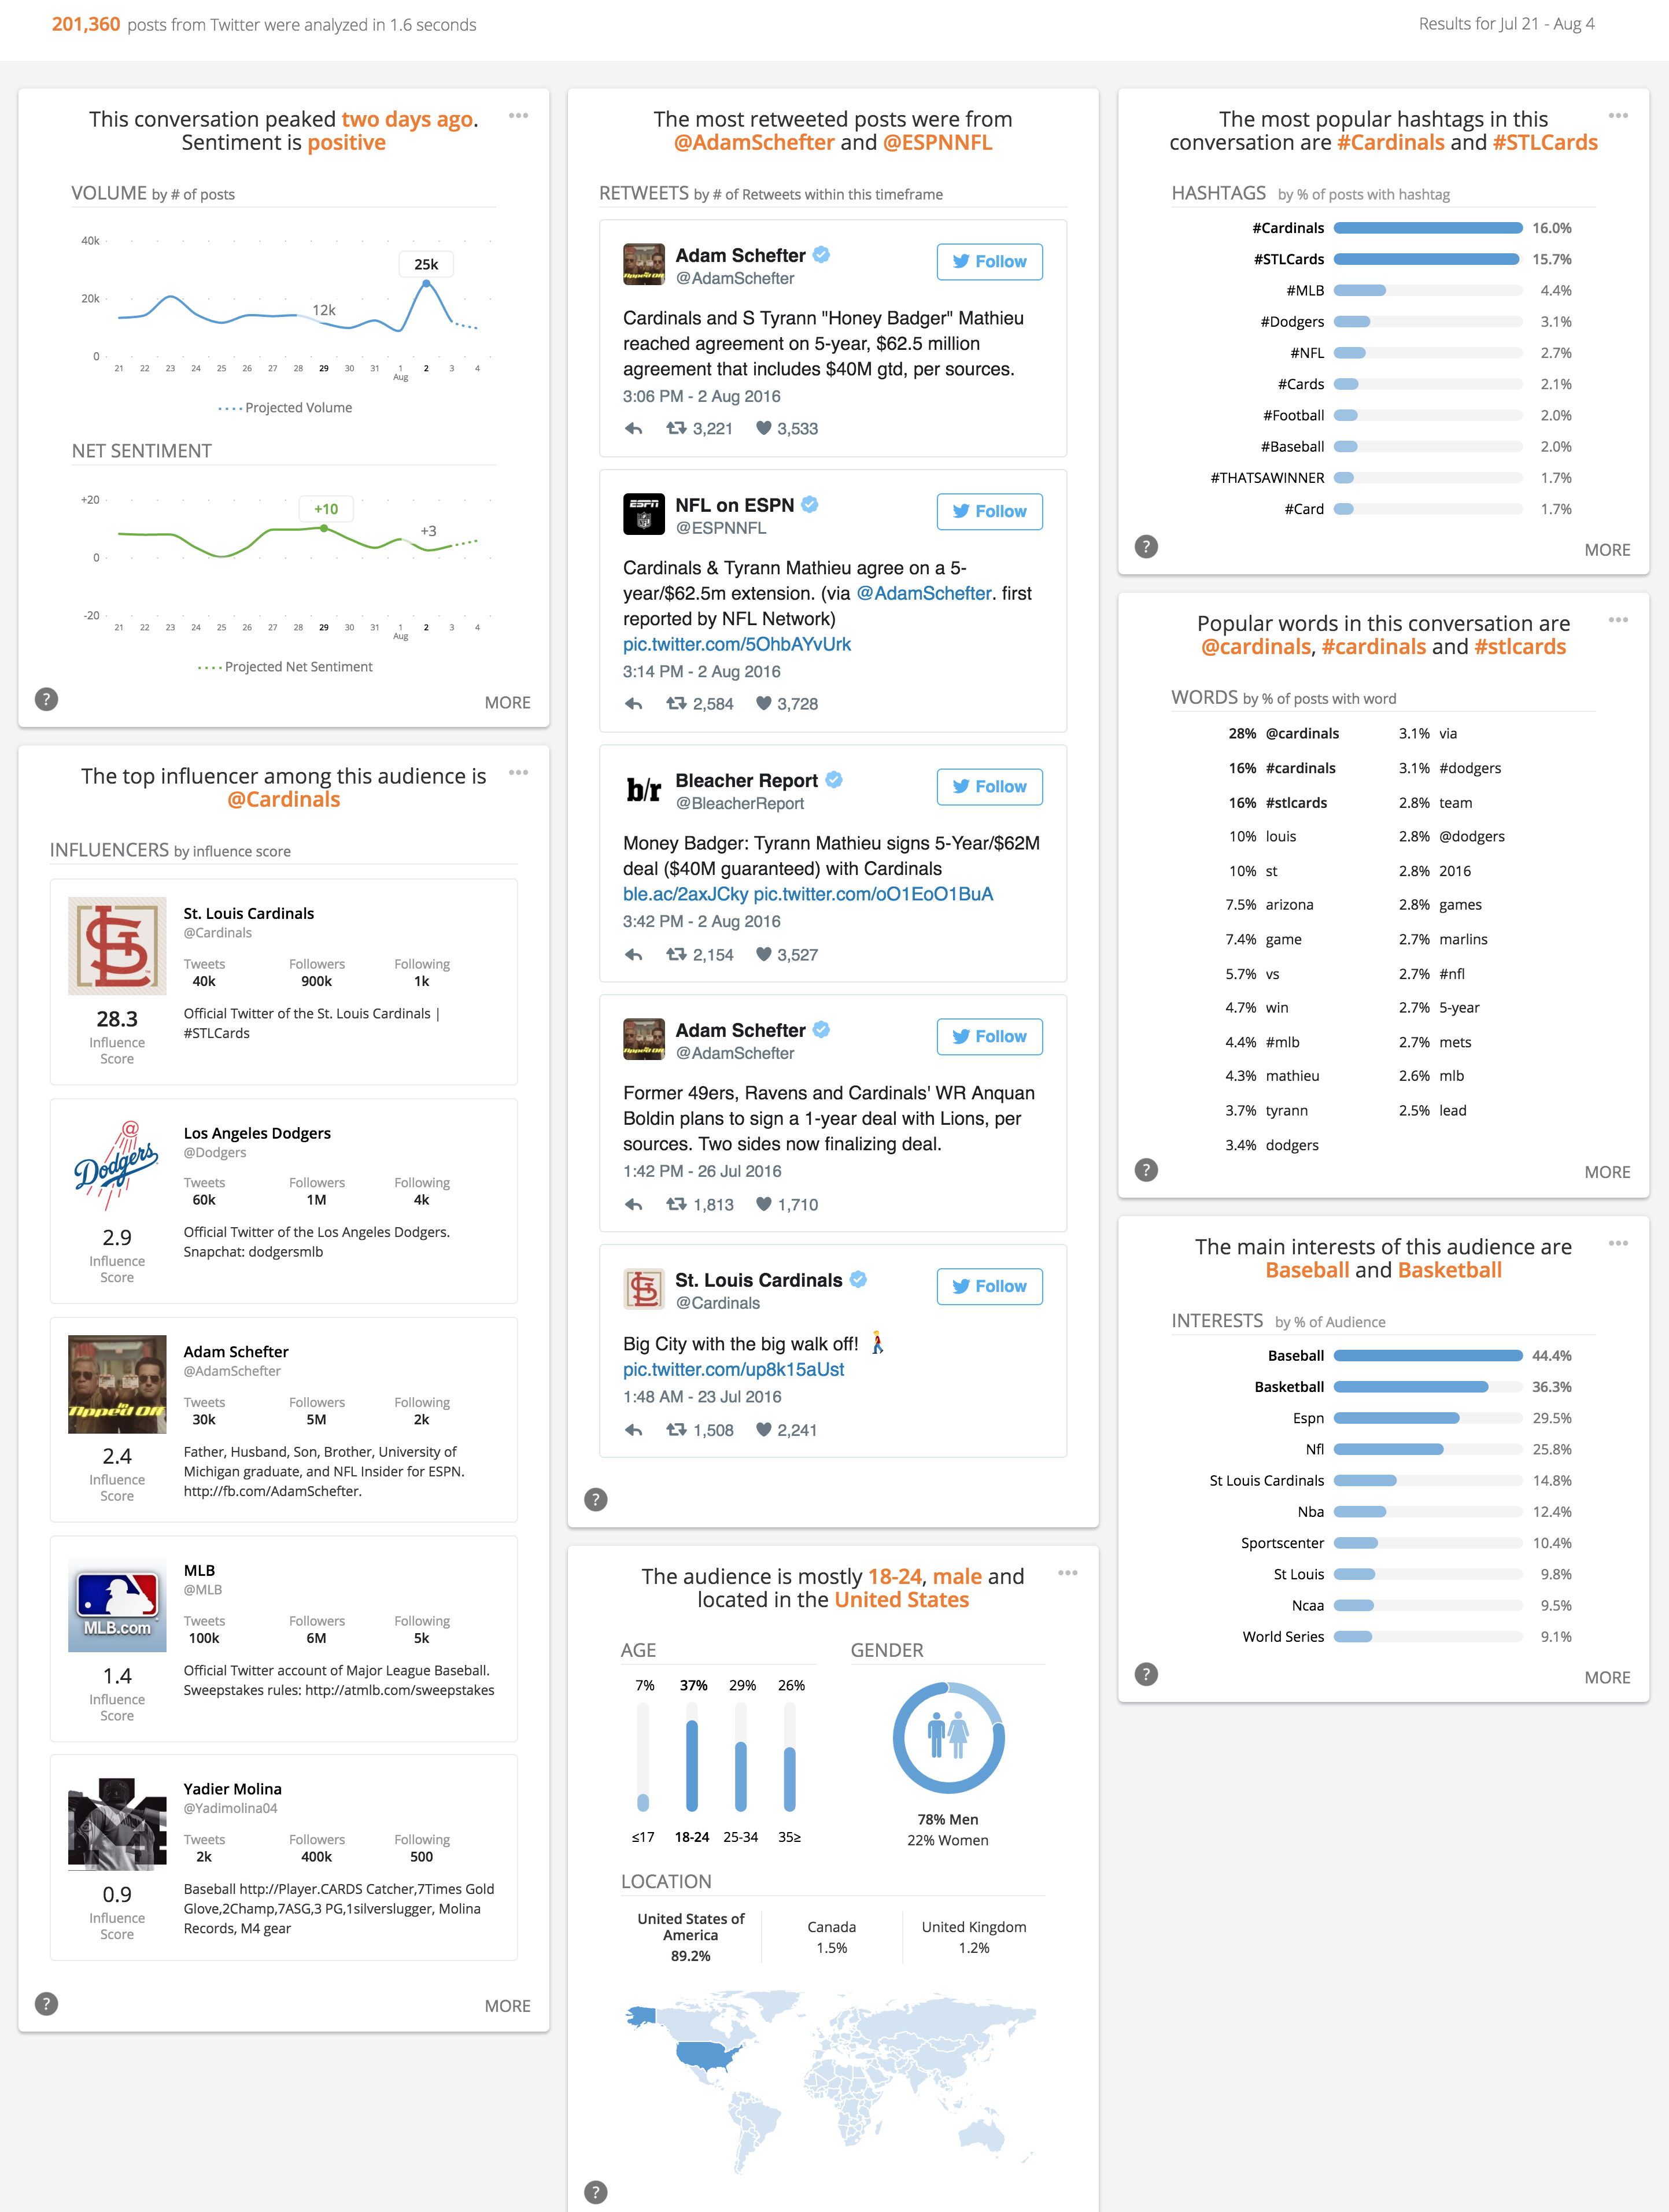 201,360 posts from Twitter were analyzed in 1.6 seconds
Results for Jul 21 - Aug 4
This conversation peaked two days ago.
Sentiment is positive
VOLUME by # of posts
40k
25k
20k
12k
0
21 22 23 24 25 26 27 28 29 30 31 1 2 3 4
Aug
Projected Volume
NET SENTIMENT
+20
+10
+3
0
-20
21 22 23 24 25 26 27 28 29 30 31 1 2 3 4
Aug
Projected Net Sentiment
?
MORE
The top influencer among this audience is
@Cardinals
INFLUENCERS by influence score
St. Louis Cardinals
@Cardinals
Tweets Followers Following
40k 900k 1k
28.3
Influence
Score
Official Twitter of the St. Louis Cardinals |
#STLCards
Dodgers
Los Angeles Dodgers
@Dodgers
Tweets Followers Following
60k 1M 4k
2.9
Influence
Score
Official Twitter of the Los Angeles Dodgers.
Snapchat: dodgersmlb
Tipped Off
Adam Schefter
@AdamSchefter
Tweets Followers Following
30k 5M 2k
2.4
Influence
Score
Father, Husband, Son, Brother, University of
Michigan graduate, and NFL Insider for ESPN.
http://fb.com/AdamSchefter.
MLB.com
MLB
@MLB
Tweets Followers Following
100k 6M 5k
1.4
Influence
Score
Official Twitter account of Major League Baseball.
Sweepstakes rules: http://atmlb.com/sweepstakes
Yadier Molina
@Yadimolina04
Tweets Followers Following
2k 400k 500
0.9
Influence
Score
Baseball http://Player.CARDS Catcher,7Times Gold
Glove,2Champ,7ASG,3 PG,1silverslugger, Molina
Records, M4 gear
?
MORE
The most retweeted posts were from
@AdamSchefter and @ESPNNFL
RETWEETS by # of Retweets within this timeframe
Adam Schefter
@AdamSchefter
Follow
Cardinals and S Tyrann "Honey Badger" Mathieu
reached agreement on 5-year, $62.5 million
agreement that includes $40M gtd, per sources.
3:06 PM - 2 Aug 2016
3,221 3,533
NFL on ESPN
@ESPNNFL
Follow
Cardinals & Tyrann Mathieu agree on a 5-
year/$62.5m extension. (via @AdamSchefter. first
reported by NFL Network)
pic.twitter.com/5OhbAYvUrk
3:14 PM - 2 Aug 2016
2,584 3,728
b/r
Bleacher Report
@BleacherReport
Follow
Money Badger: Tyrann Mathieu signs 5-Year/$62M
deal ($40M guaranteed) with Cardinals
ble.ac/2axJCky pic.twitter.com/oO1EoO1BuA
3:42 PM - 2 Aug 2016
2,154 3,527
Adam Schefter
@AdamSchefter
Follow
Former 49ers, Ravens and Cardinals' WR Anquan
Boldin plans to sign a 1-year deal with Lions, per
sources. Two sides now finalizing deal.
1:42 PM - 26 Jul 2016
1,813 1,710
St. Louis Cardinals
@Cardinals
Follow
Big City with the big walk off!
pic.twitter.com/up8k15aUst
1:48 AM - 23 Jul 2016
1,508 2,241
?
The audience is mostly 18-24, male and
located in the United States
AGE
7% 37% 29% 26%
≤17 18-24 25-34 35≥
GENDER
78% Men
22% Women
LOCATION
United States of
America
89.2%
Canada
1.5%
United Kingdom
1.2%
?
The most popular hashtags in this
conversation are #Cardinals and #STLCards
HASHTAGS by % of posts with hashtag
#Cardinals 16.0%
#STLCards 15.7%
#MLB 4.4%
#Dodgers 3.1%
#NFL 2.7%
#Cards 2.1%
#Football 2.0%
#Baseball 2.0%
#THATSAWINNER 1.7%
#Card 1.7%
?
MORE
Popular words in this conversation are
@cardinals, #cardinals and #stlcards
WORDS by % of posts with word
28% @cardinals 3.1% via
16% #cardinals 3.1% #dodgers
16% #stlcards 2.8% team
10% louis 2.8% @dodgers
10% st 2.8% 2016
7.5% arizona 2.8% games
7.4% game 2.7% marlins
5.7% vs 2.7% #nfl
4.7% win 2.7% 5-year
4.4% #mlb 2.7% mets
4.3% mathieu 2.6% mlb
3.7% tyrann 2.5% lead
3.4% dodgers
?
MORE
The main interests of this audience are
Baseball and Basketball
INTERESTS by % of Audience
Baseball 44.4%
Basketball 36.3%
Espn 29.5%
Nfl 25.8%
St Louis Cardinals 14.8%
Nba 12.4%
Sportscenter 10.4%
St Louis 9.8%
Ncaa 9.5%
World Series 9.1%
?
MORE